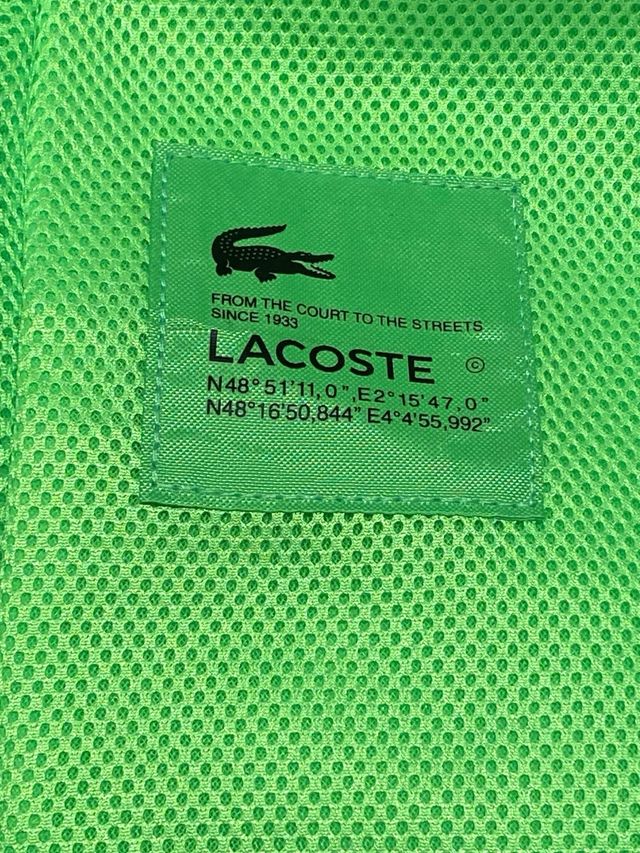 FROM THE COURT TO THE STREETS
SINCE 1933
LACOSTE ©
N48°51'11,0",E2°15'47,0"
N48°16'50,844" E4°4'55,992"